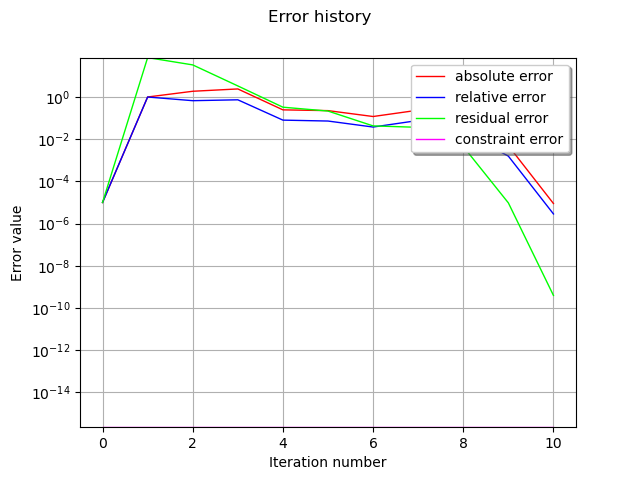 Error history
absolute error
relative error
residual error
constraint error
10^0
10^-2
10^-4
10^-6
10^-8
10^-10
10^-12
10^-14
Error value
0 2 4 6 8 10
Iteration number